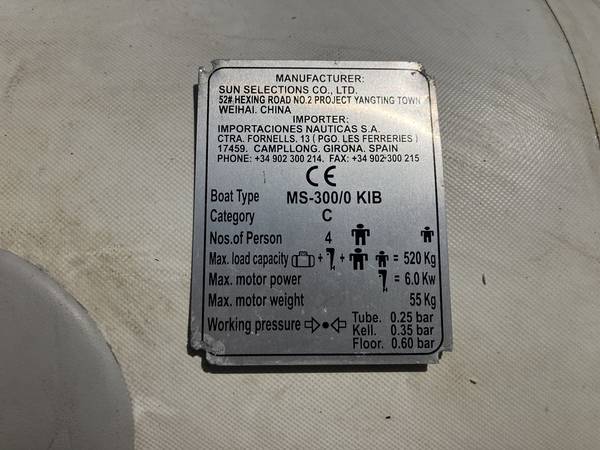 MANUFACTURER:
SUN SELECTIONS CO., LTD.
52# HEXING ROAD NO.2 PROJECT YANGTING TOWN
WEIHAI. CHINA
IMPORTER:
IMPORTACIONES NAUTICAS S.A.
CTRA. FORNELLS. 13 ( PGO. LES FERRERIES )
17459. CAMPLLONG. GIRONA. SPAIN
PHONE: +34 902 300 214. FAX: +34 902 300 215
CE
Boat Type MS-300/0 KIB
Category C
Nos.of Person 4
Max. load capacity + + = 520 Kg
Max. motor power = 6.0 Kw
Max. motor weight 55 Kg
Working pressure Tube. 0.25 bar
Kell. 0.35 bar
Floor. 0.60 bar